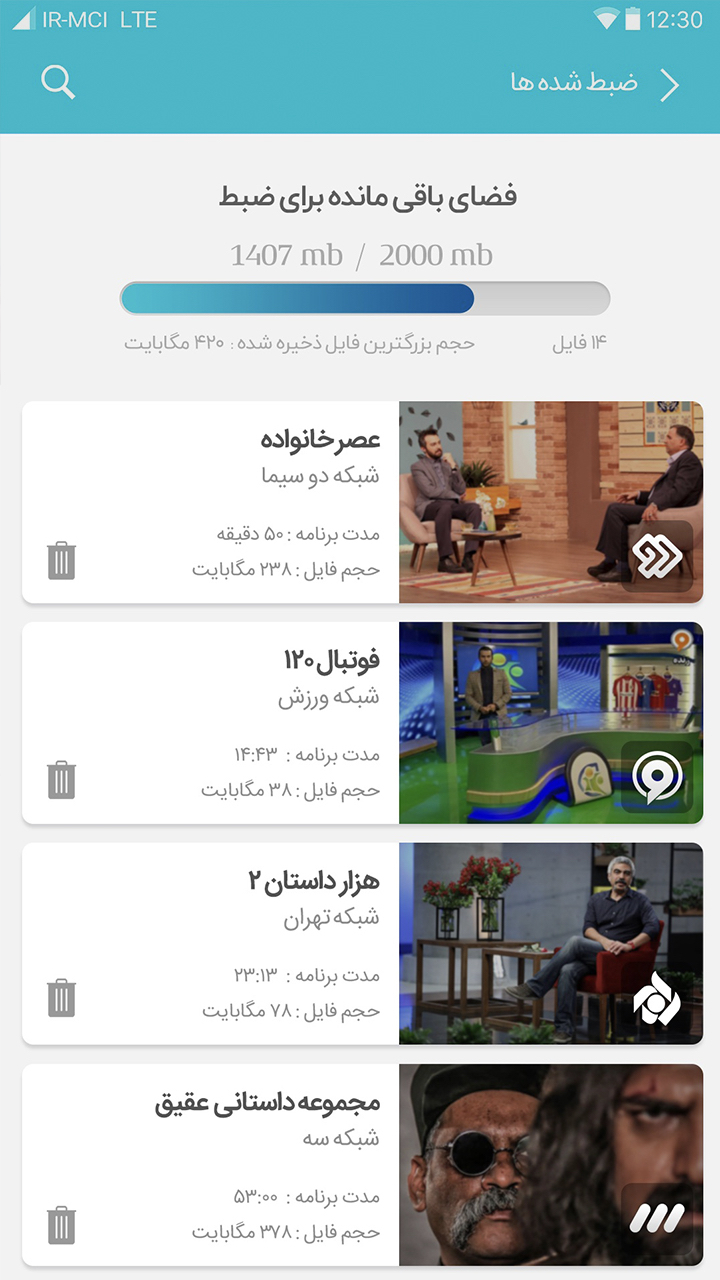 IR-MCI LTE
12:30
ضبط شده ها
فضای باقی مانده برای ضبط
1407 mb / 2000 mb
۱۴ فایل
حجم بزرگترین فایل ذخیره شده : ۴۲۰ مگابایت
عصر خانواده
شبکه دو سیما
مدت برنامه : ۵۰ دقیقه
حجم فایل : ۲۳۸ مگابایت
فوتبال ۱۲۰
شبکه ورزش
مدت برنامه : ۱۴:۴۳
حجم فایل : ۳۸ مگابایت
هزار داستان ۲
شبکه تهران
مدت برنامه : ۲۳:۱۳
حجم فایل : ۷۸ مگابایت
مجموعه داستانی عقیق
شبکه سه
مدت برنامه : ۵۳:۰۰
حجم فایل : ۳۷۸ مگابایت